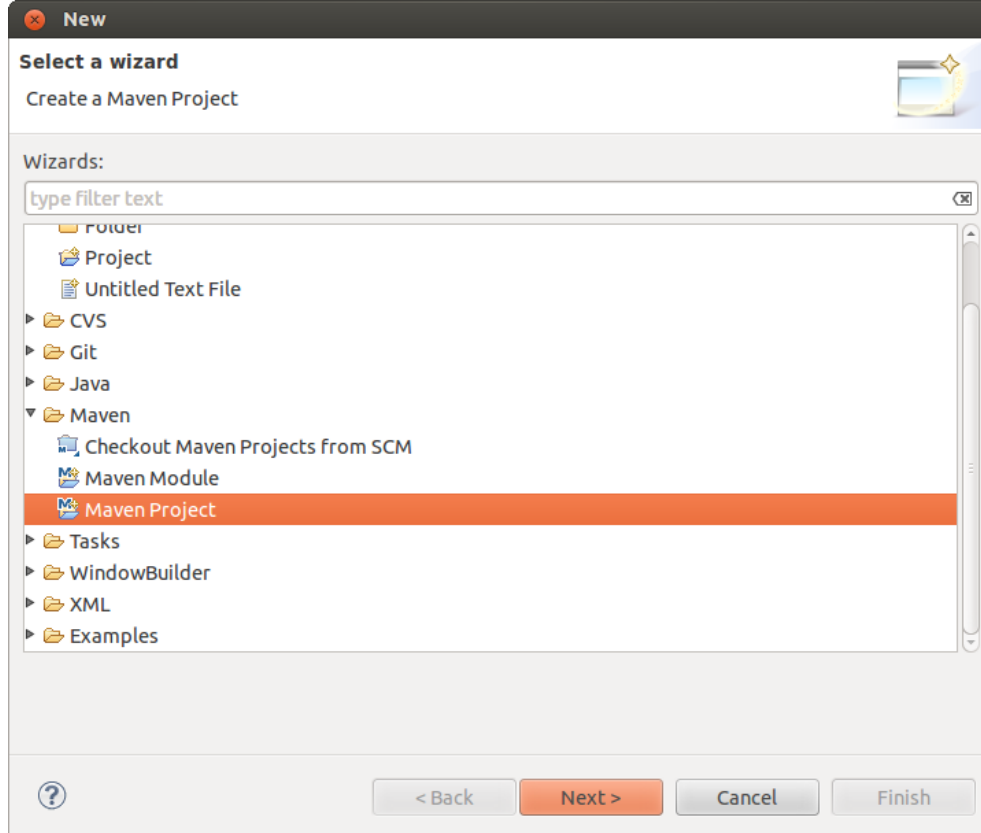 New
Select a wizard
Create a Maven Project
Wizards:
type filter text
Folder
Project
Untitled Text File
CVS
Git
Java
Maven
Checkout Maven Projects from SCM
Maven Module
Maven Project
Tasks
WindowBuilder
XML
Examples
< Back Next > Cancel Finish